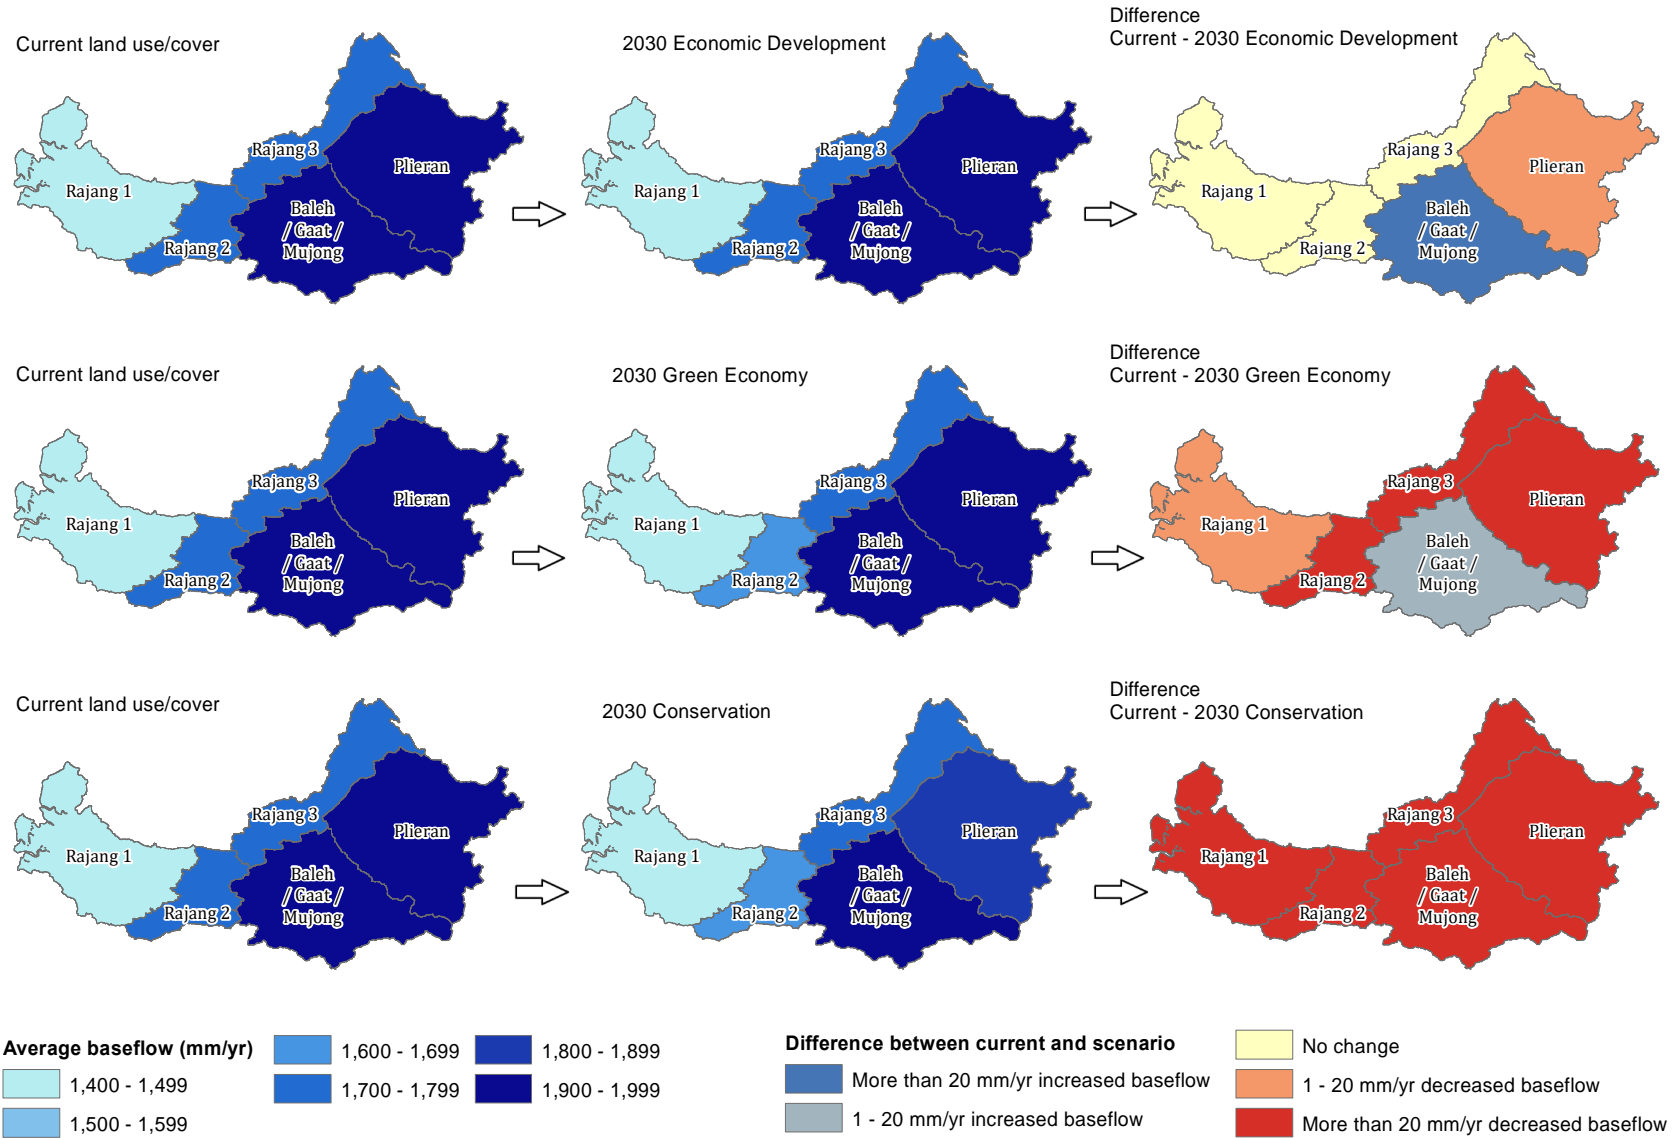 Current land use/cover
2030 Economic Development
Difference
Current - 2030 Economic Development
Rajang 1
Rajang 2
Rajang 3
Baleh
/ Gaat /
Mujong
Plieran
Rajang 1
Rajang 2
Rajang 3
Baleh
/ Gaat /
Mujong
Plieran
Rajang 1
Rajang 2
Rajang 3
Baleh
/ Gaat /
Mujong
Plieran
Current land use/cover
2030 Green Economy
Difference
Current - 2030 Green Economy
Rajang 1
Rajang 2
Rajang 3
Baleh
/ Gaat /
Mujong
Plieran
Rajang 1
Rajang 2
Rajang 3
Baleh
/ Gaat /
Mujong
Plieran
Rajang 1
Rajang 2
Rajang 3
Baleh
/ Gaat /
Mujong
Plieran
Current land use/cover
2030 Conservation
Difference
Current - 2030 Conservation
Rajang 1
Rajang 2
Rajang 3
Baleh
/ Gaat /
Mujong
Plieran
Rajang 1
Rajang 2
Rajang 3
Baleh
/ Gaat /
Mujong
Plieran
Rajang 1
Rajang 2
Rajang 3
Baleh
/ Gaat /
Mujong
Plieran
Average baseflow (mm/yr)
1,400 - 1,499
1,500 - 1,599
1,600 - 1,699
1,700 - 1,799
1,800 - 1,899
1,900 - 1,999
Difference between current and scenario
More than 20 mm/yr increased baseflow
1 - 20 mm/yr increased baseflow
No change
1 - 20 mm/yr decreased baseflow
More than 20 mm/yr decreased baseflow